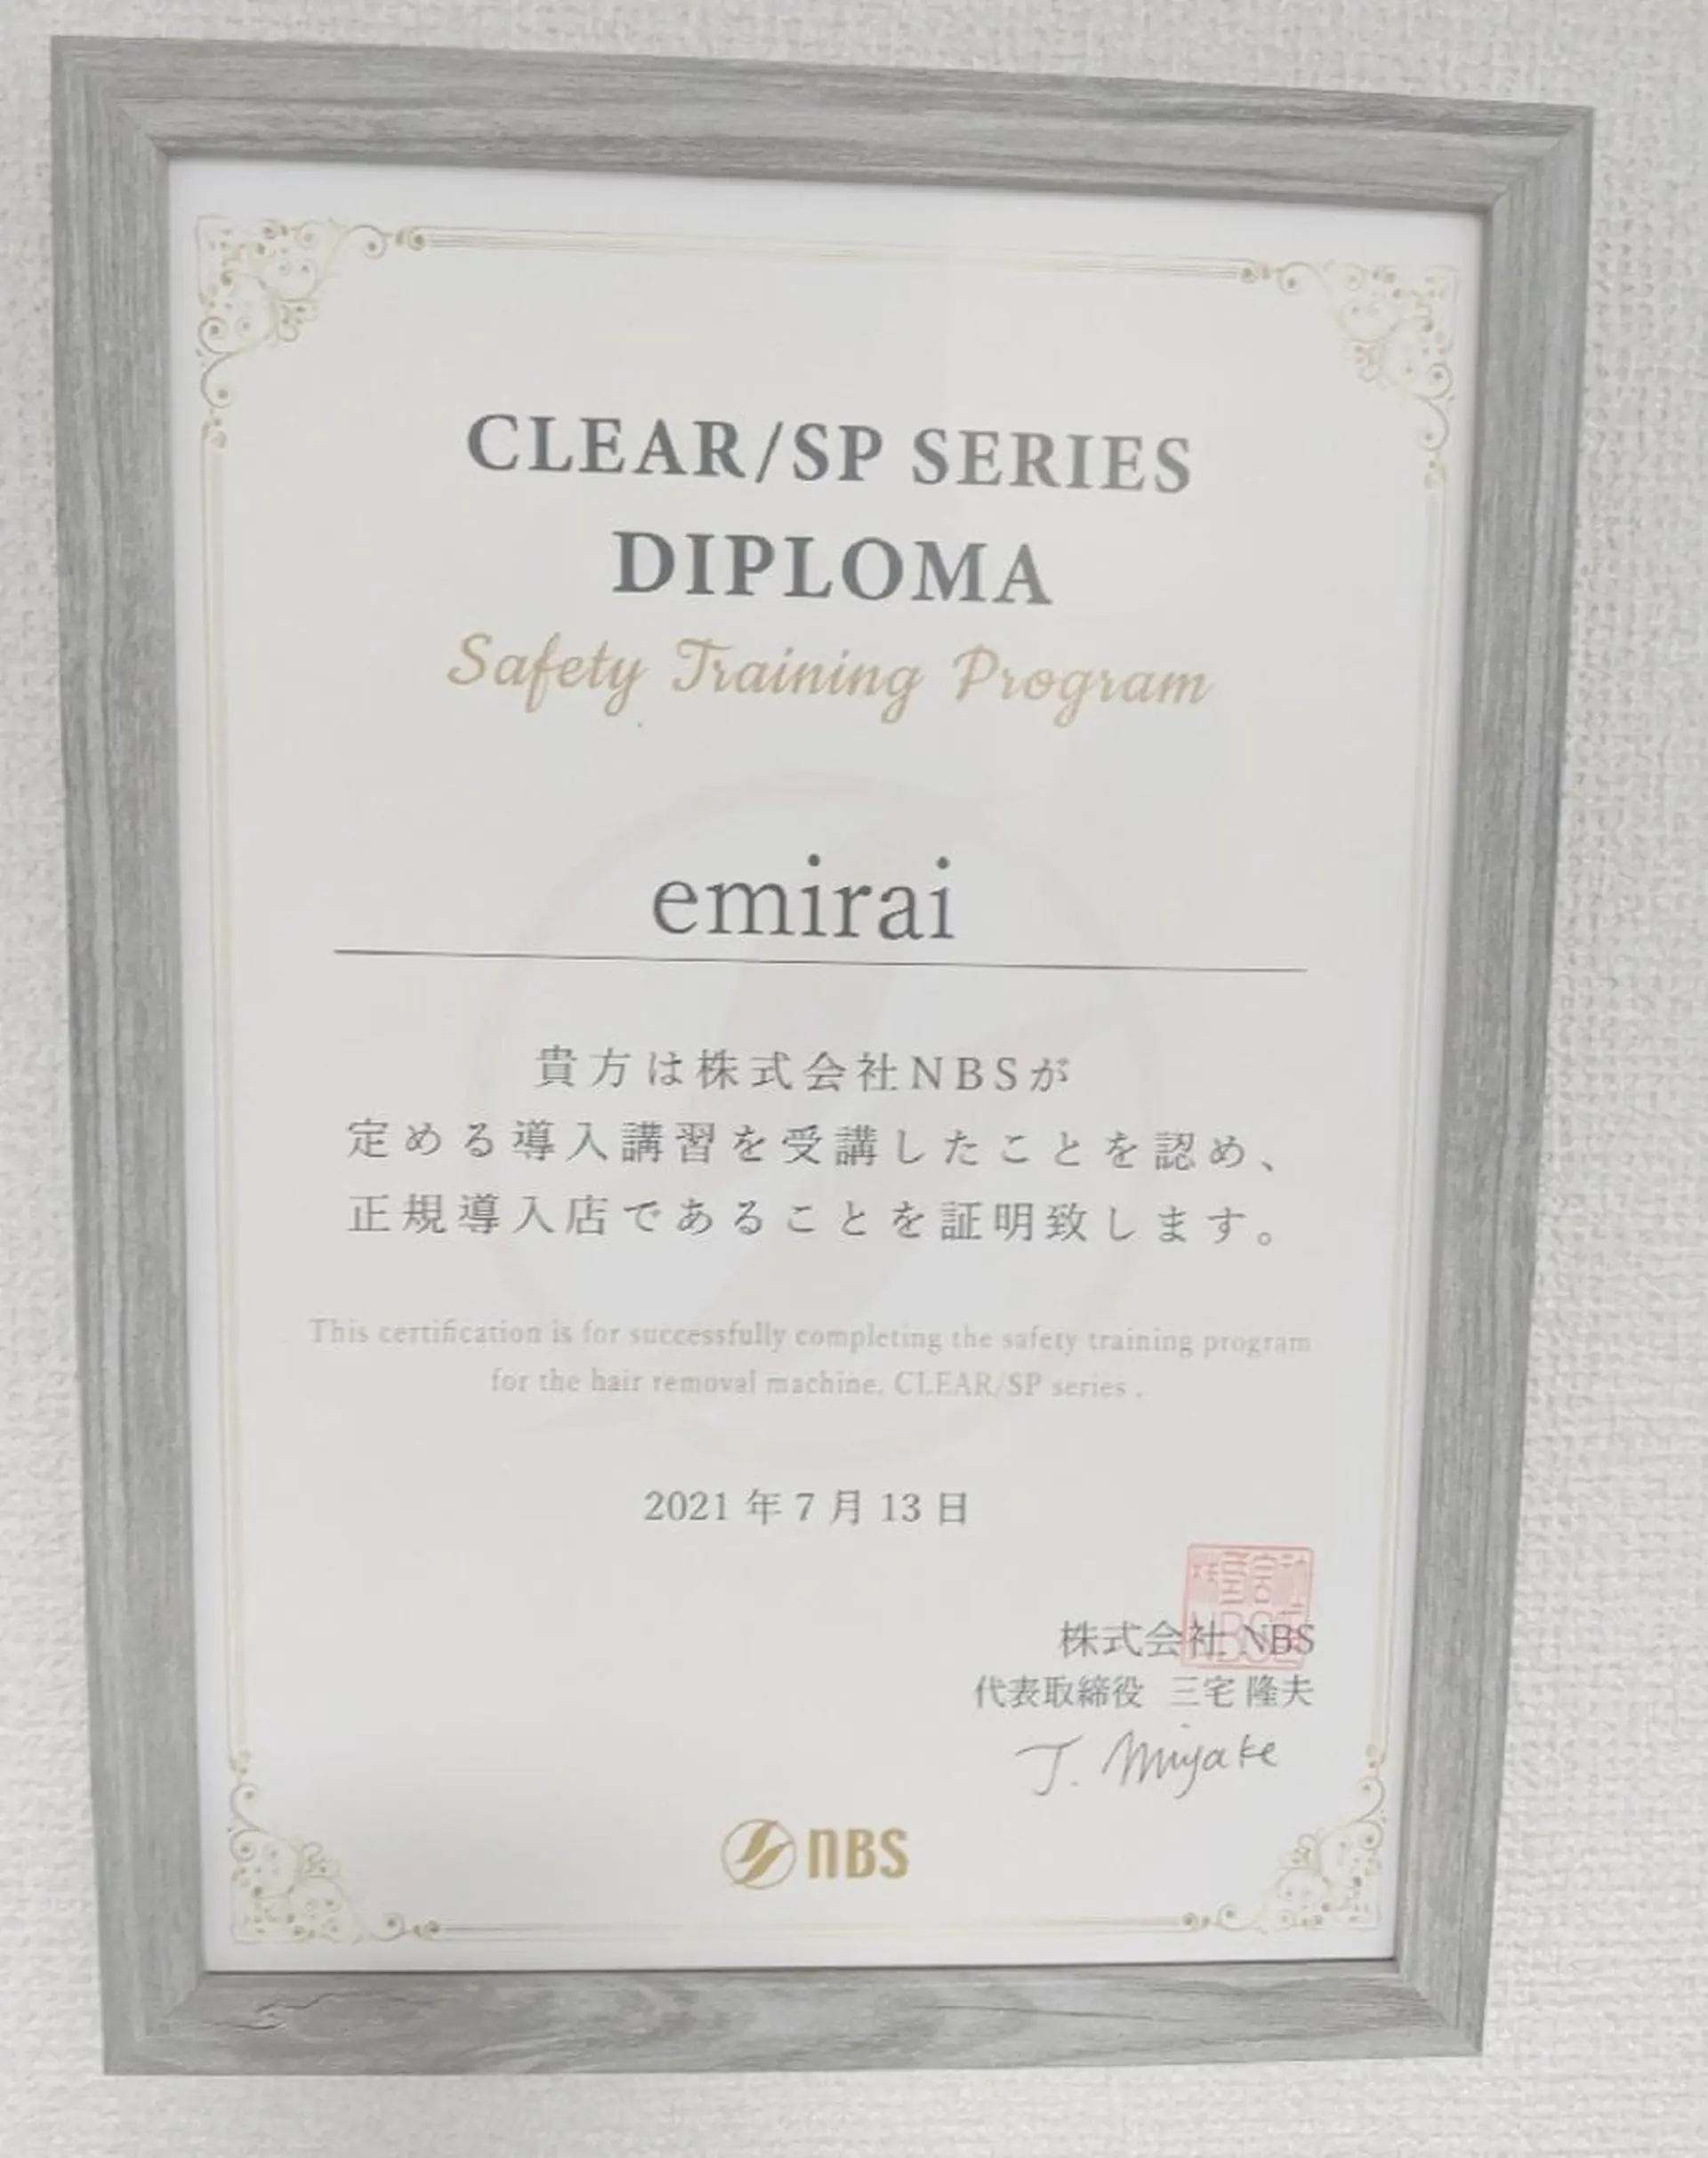 CLEAR/SP SERIES
DIPLOMA
Safety Training Program
emirai
貴方は株式会社NBSが
定める導入講習を受講したことを認め、
正規導入店であることを証明致します。
This certification is for successfully completing the safety training program
for the hair removal machine. CLEAR/SP series .
2021 年 7 月 13 日
株式会社 NBS
代表取締役 三宅 隆夫
J. Miyake
nBS